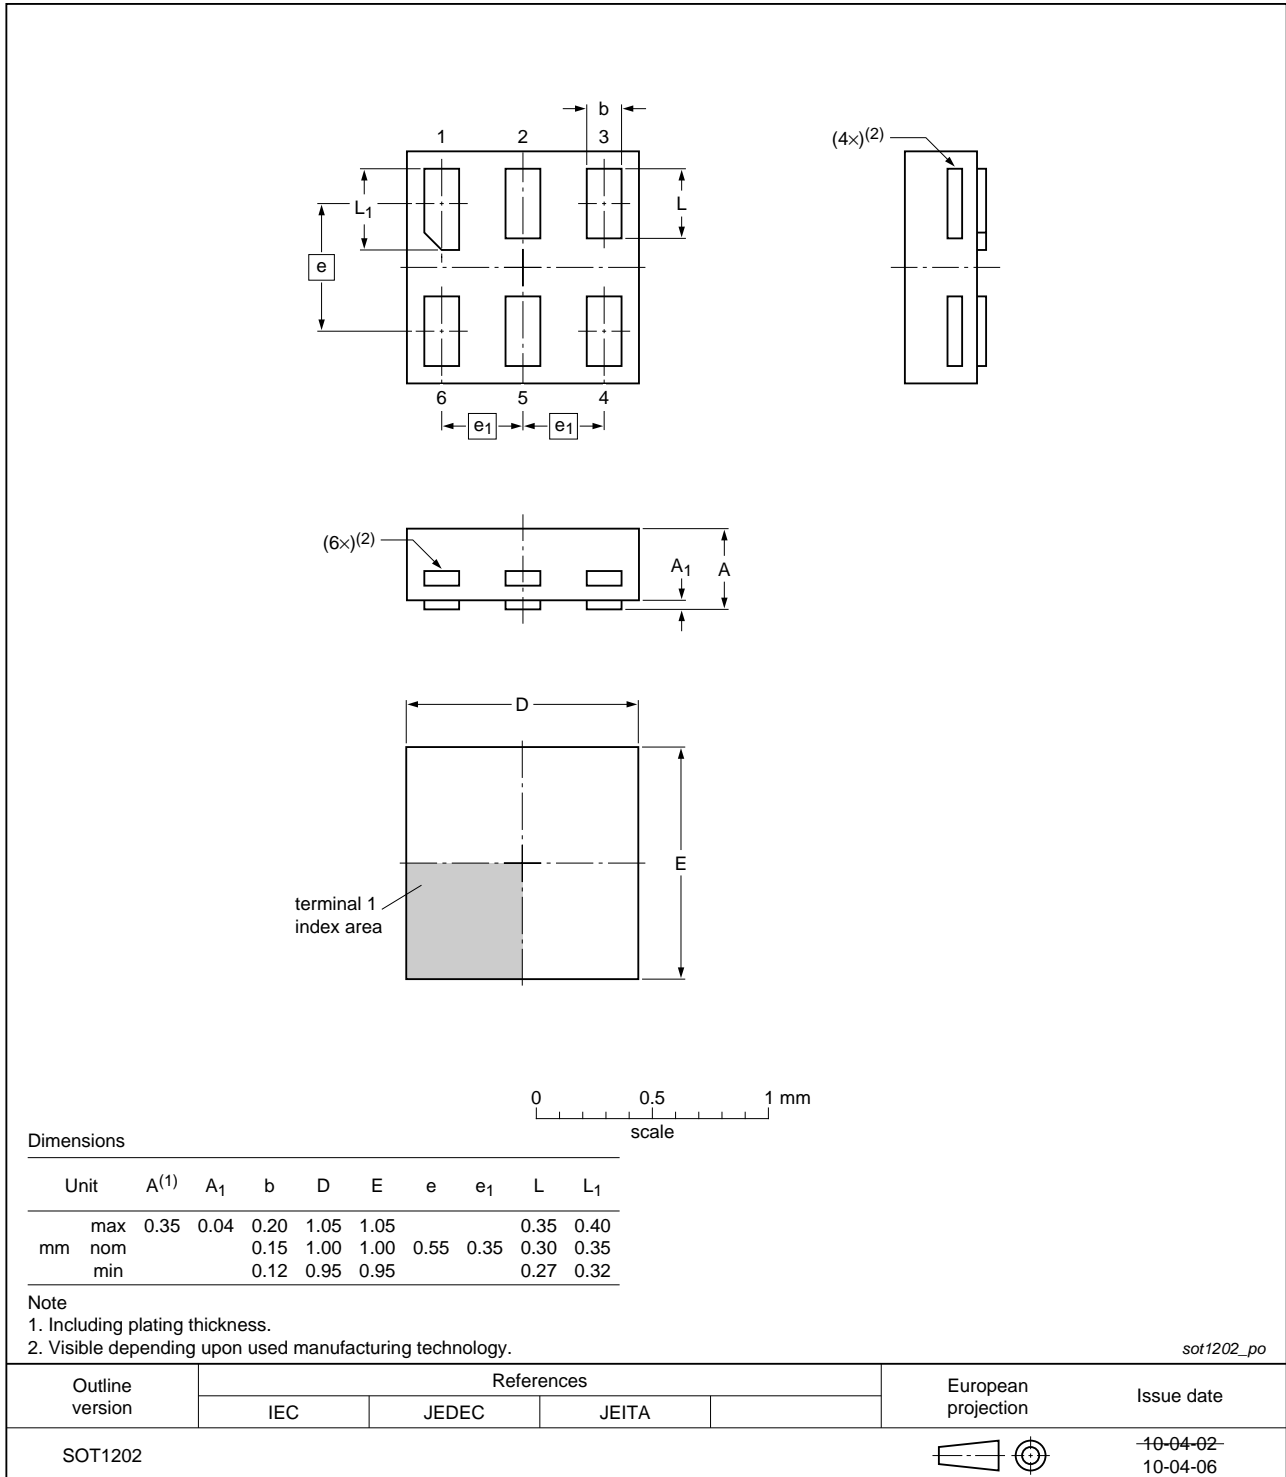 b
1 2 3
(4×)(2)
L1
L
e
6 5 4
e1 e1
(6×)(2)
A1 A
D
E
terminal 1
index area
0 0.5 1 mm
scale
Dimensions
Unit A(1) A1 b D E e e1 L L1
max 0.35 0.04 0.20 1.05 1.05 0.35 0.40
mm nom 0.15 1.00 1.00 0.55 0.35 0.30 0.35
min 0.12 0.95 0.95 0.27 0.32
Note
1. Including plating thickness.
2. Visible depending upon used manufacturing technology.
sot1202_po
Outline
version
References
IEC JEDEC JEITA
European
projection
Issue date
SOT1202
10-04-02
10-04-06